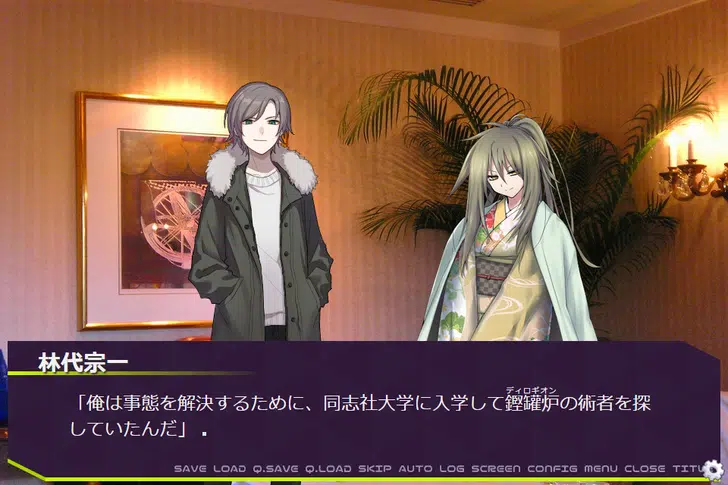 林代宗一
ディロギオン
「俺は事態を解決するために、同志社大学に入学して鏗罐炉の術者を探
していたんだ」.
SAVE LOAD Q.SAVE Q.LOAD SKIP AUTO LOG SCREEN CONFIG MENU CLOSE TITL